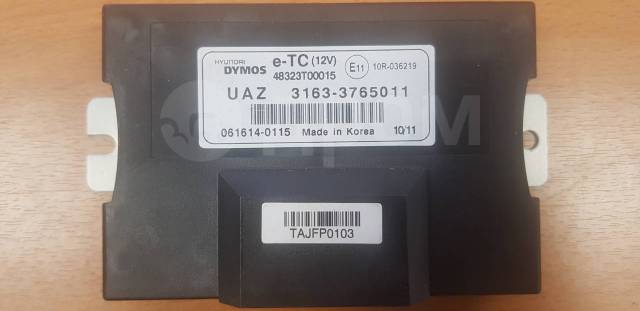 HYUNDAI
DYMOS
e-TC (12V)
48323T00015
E11
10R-036219
UAZ 3163-3765011
061614-0115 Made in Korea 10/11
TAJFP0103